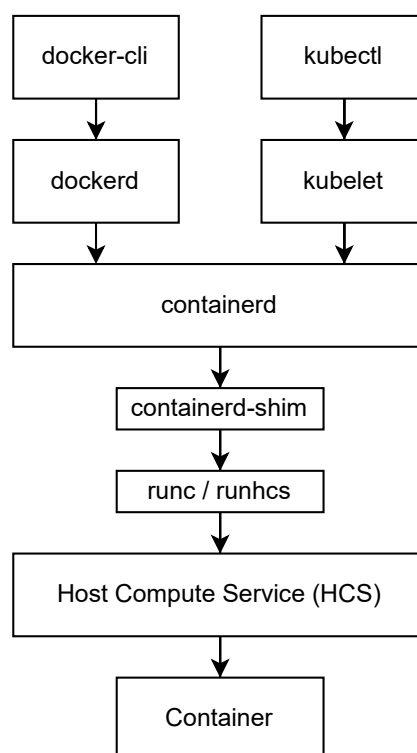 docker-cli
kubectl
dockerd
kubelet
containerd
containerd-shim
runc / runhcs
Host Compute Service (HCS)
Container